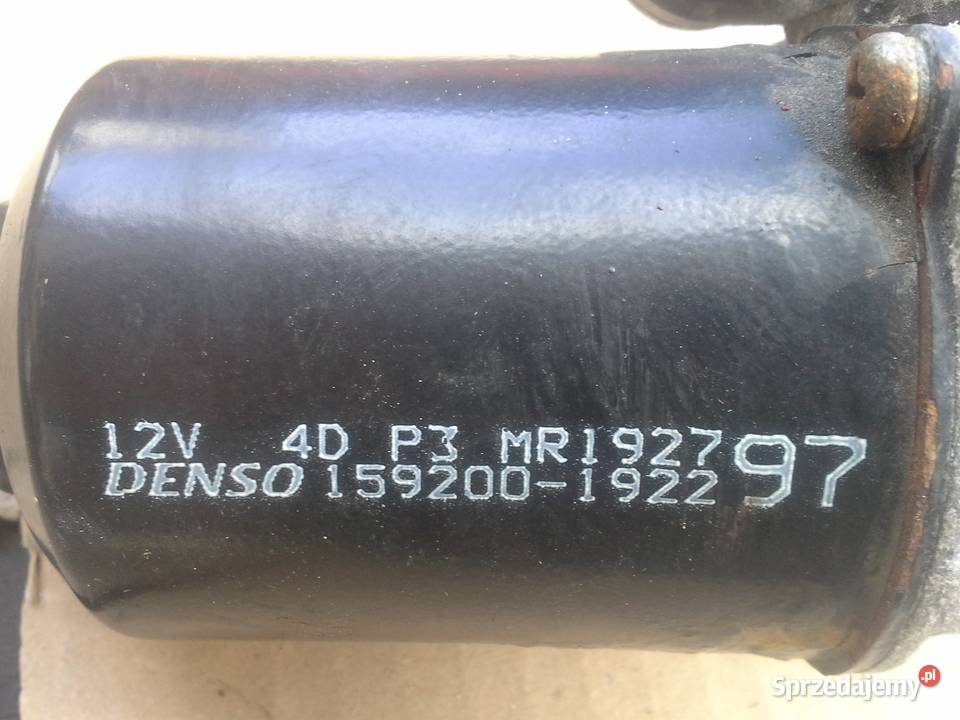 12V 4D P3 MR192797
DENSO 159200-1922
Sprzedajemy.pl